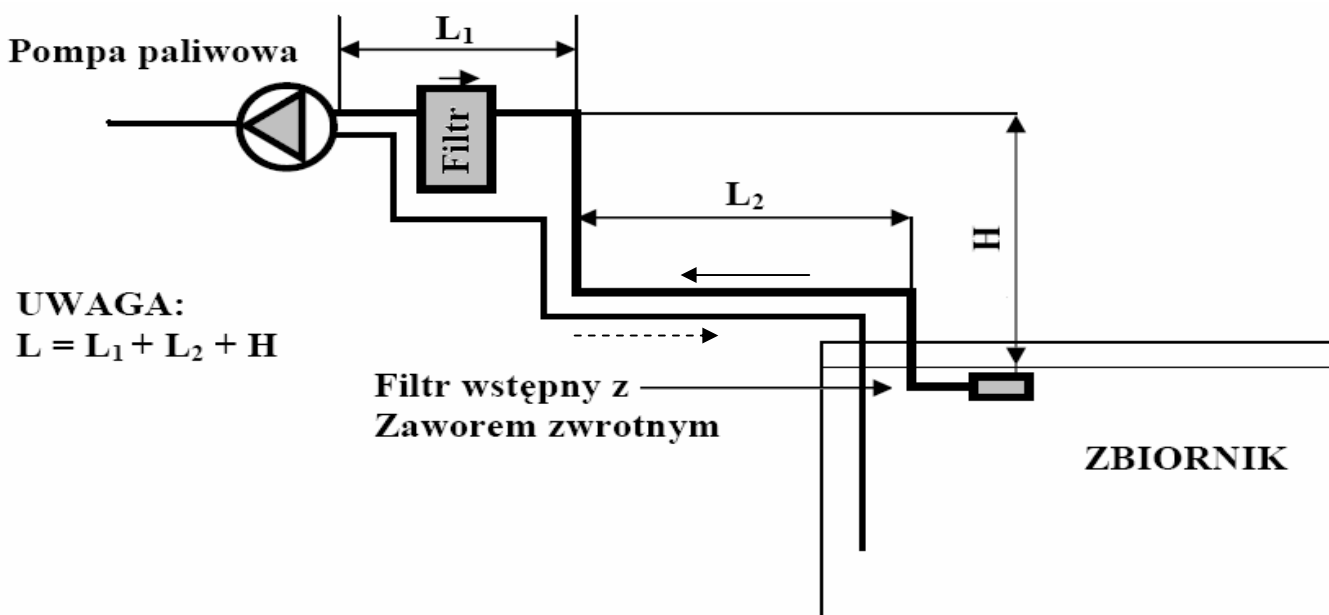 L₁
Pompa paliwowa
Filtr
L₂
H
UWAGA:
L = L₁ + L₂ + H
Filtr wstępny z
Zaworem zwrotnym
ZBIORNIK